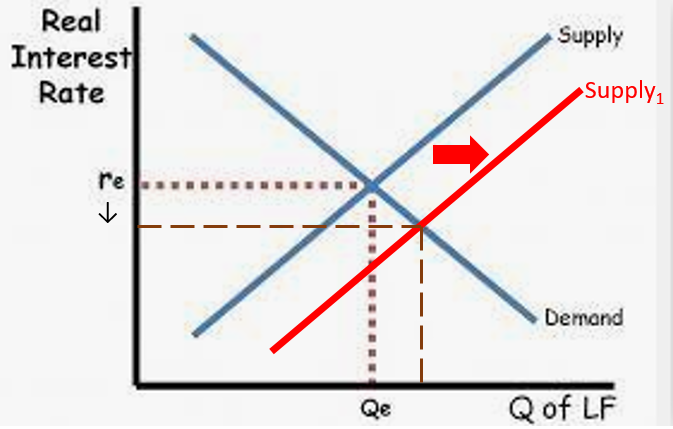 Real
Interest
Rate
Supply
Supply₁
re
↓
Demand
Qe
Q of LF